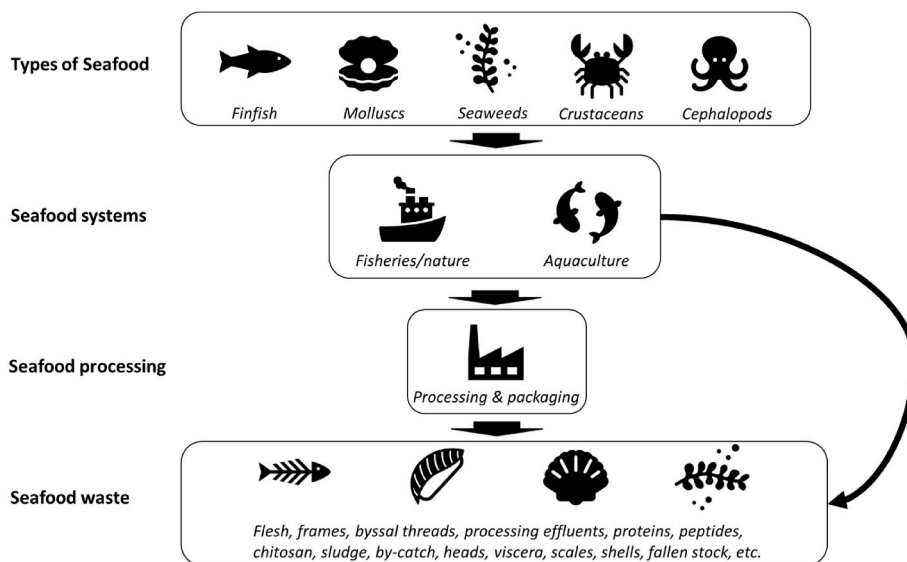 Types of Seafood
Finfish
Molluscs
Seaweeds
Crustaceans
Cephalopods
Seafood systems
Fisheries/nature
Aquaculture
Seafood processing
Processing & packaging
Seafood waste
Flesh, frames, byssal threads, processing effluents, proteins, peptides,
chitosan, sludge, by-catch, heads, viscera, scales, shells, fallen stock, etc.